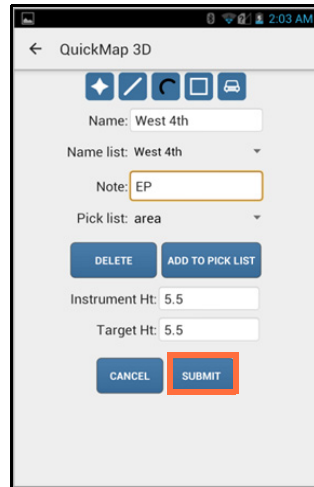 2:03 AM
QuickMap 3D
Name: West 4th
Name list: West 4th
Note: EP
Pick list: area
DELETE ADD TO PICK LIST
Instrument Ht: 5.5
Target Ht: 5.5
CANCEL SUBMIT